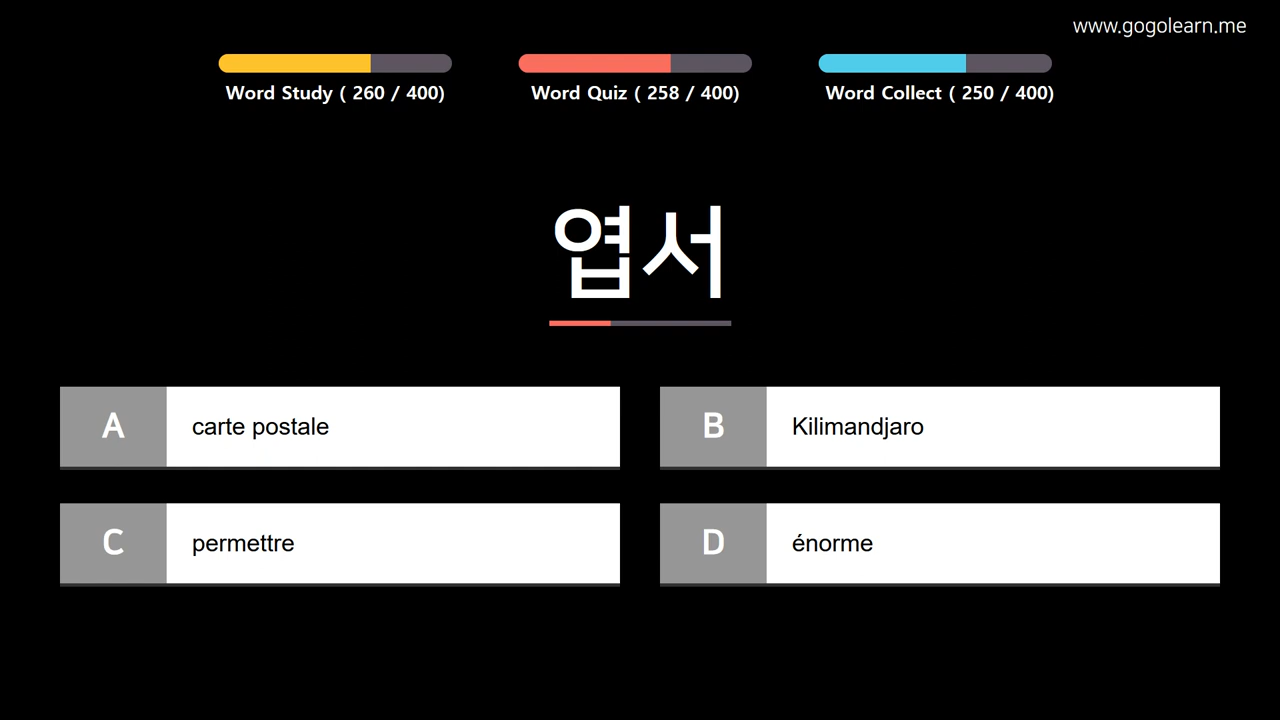 www.gogolearn.me
Word Study ( 260 / 400)
Word Quiz ( 258 / 400)
Word Collect ( 250 / 400)
엽서
A
carte postale
B
Kilimandjaro
C
permettre
D
énorme